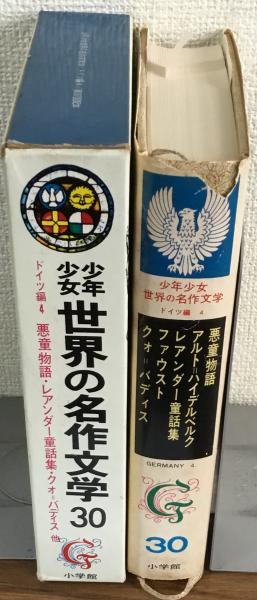 少年
少女
世界の名作文学
30
ドイツ編 4
悪童物語・レアンダー童話集・クォ=バディス 他
小学館
少年少女
世界の名作文学
ドイツ編 4
悪童物語
アルト=ハイデルベルク
レアンダー童話集
ファウスト
クォ=バディス
GERMANY 4.
30
小学館